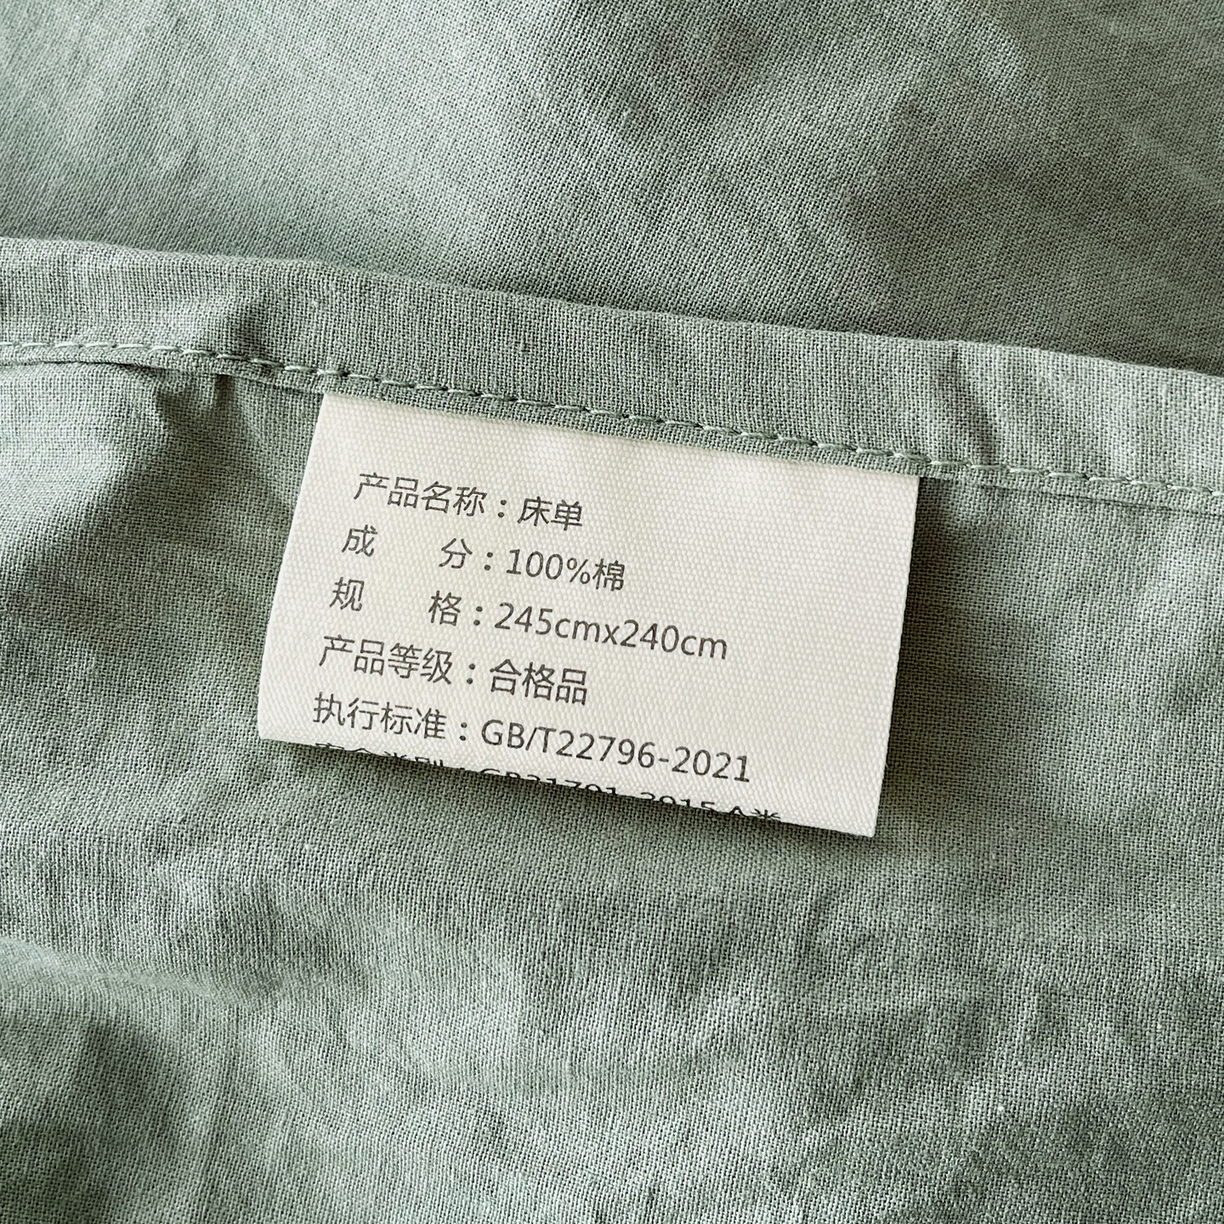 产品名称：床单
成 分：100%棉
规 格：245cmx240cm
产品等级：合格品
执行标准：GB/T22796-2021